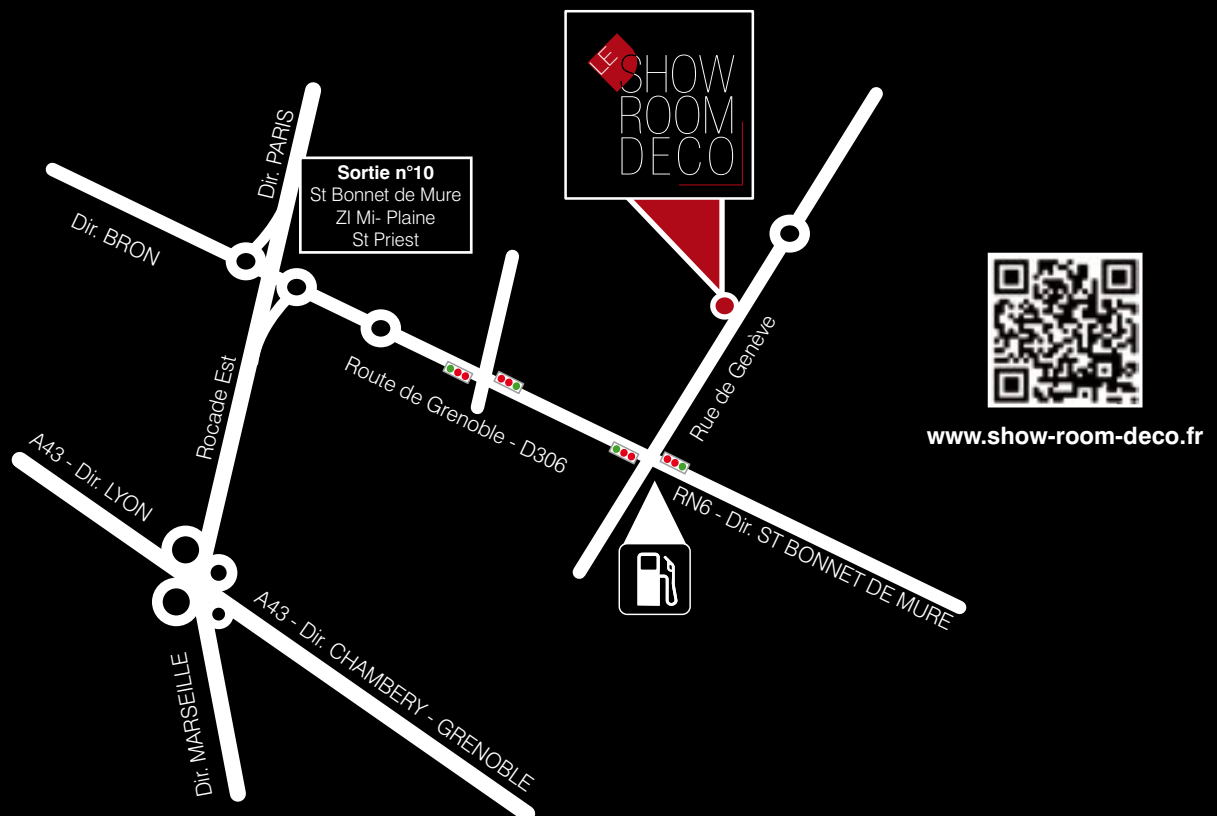 LE
SHOW
ROOM
DECO
Dir. PARIS
Sortie n°10
St Bonnet de Mure
ZI Mi- Plaine
St Priest
Dir. BRON
Rocade Est
Route de Grenoble - D306
Rue de Genève
www.show-room-deco.fr
A43 - Dir. LYON
RN6 - Dir. ST BONNET DE MURE
A43 - Dir. CHAMBERY - GRENOBLE
Dir. MARSEILLE